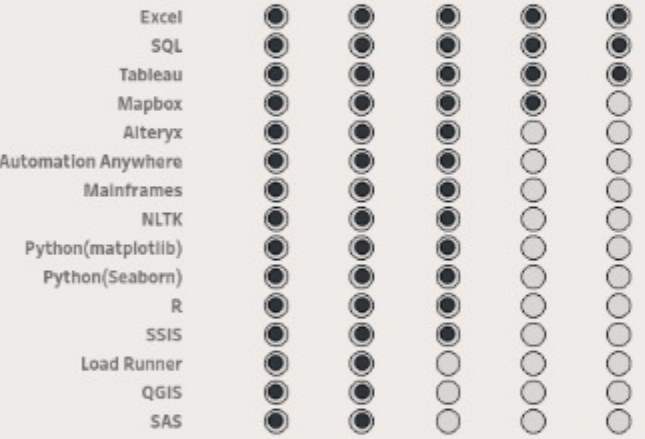 Excel
SQL
Tableau
Mapbox
Alteryx
Automation Anywhere
Mainframes
NLTK
Python(matplotlib)
Python(Seaborn)
R
SSIS
Load Runner
QGIS
SAS